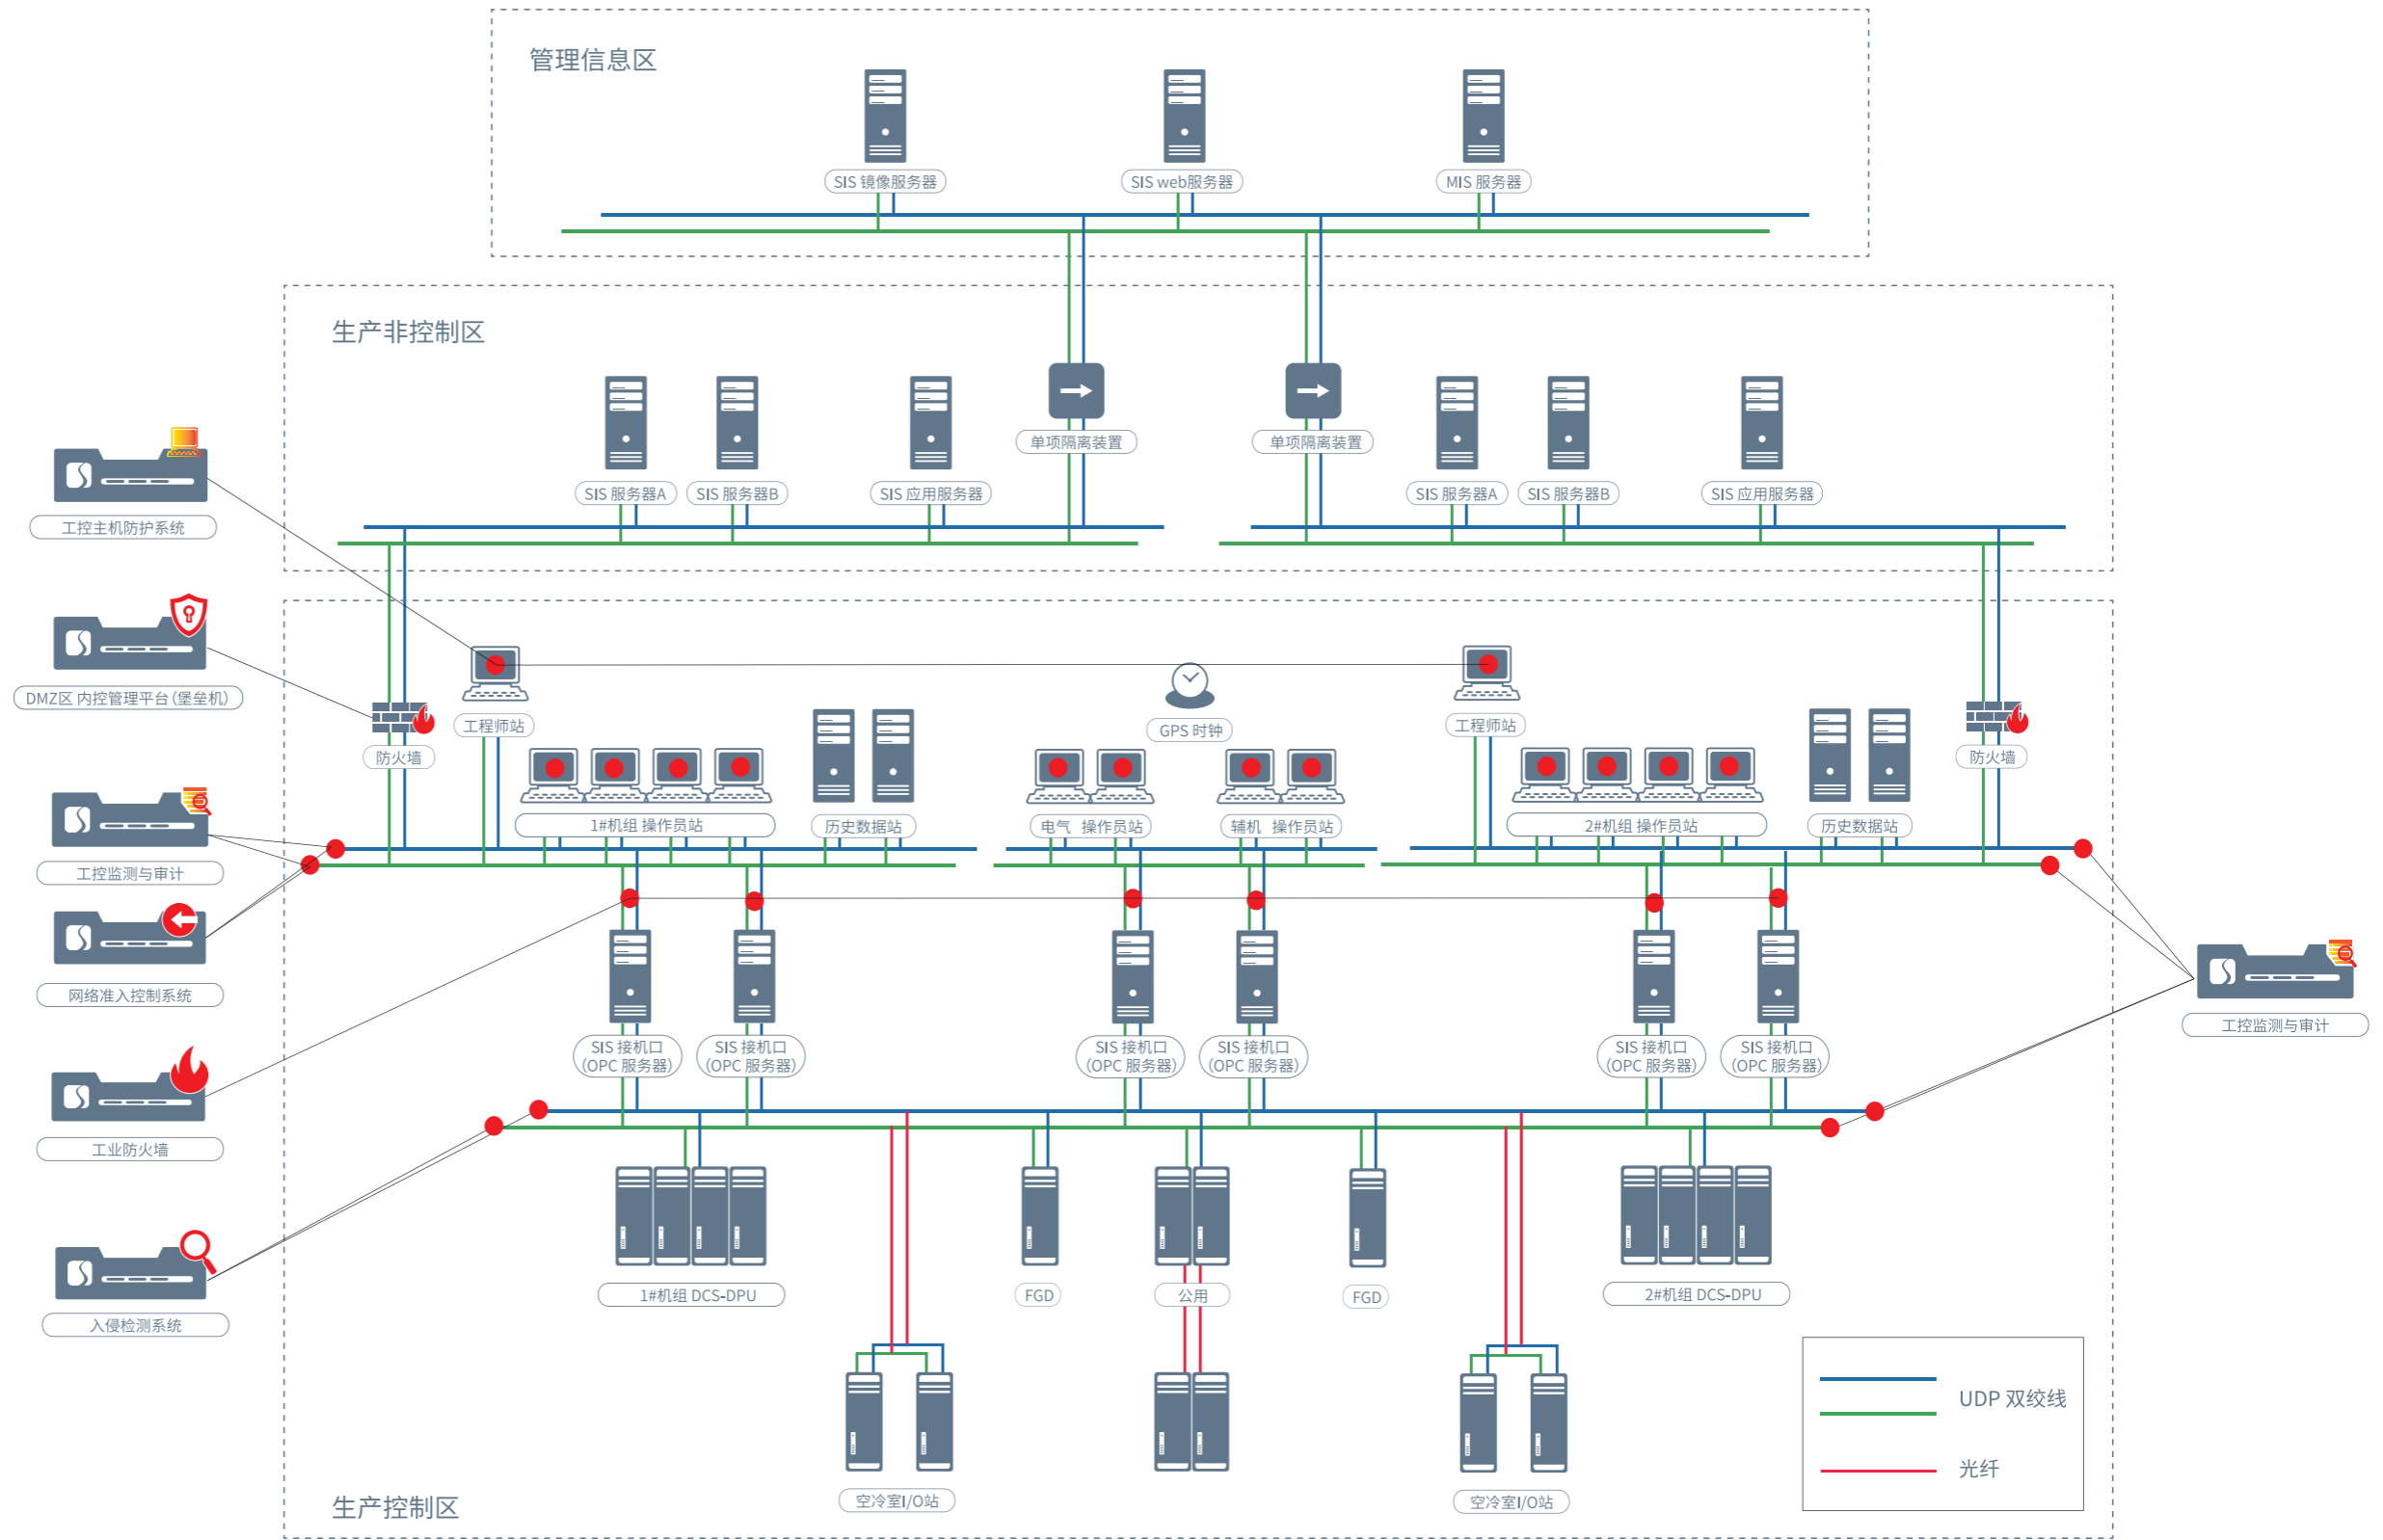 管理信息区
SIS 镜像服务器
SIS web服务器
MIS 服务器
生产非控制区
单项隔离装置
单项隔离装置
SIS 服务器A
SIS 服务器B
SIS 应用服务器
SIS 服务器A
SIS 服务器B
SIS 应用服务器
工控主机防护系统
DMZ区 内控管理平台（堡垒机）
工程师站
GPS 时钟
工程师站
防火墙
防火墙
1#机组 操作员站
历史数据站
电气 操作员站
辅机 操作员站
2#机组 操作员站
历史数据站
工控监测与审计
网络准入控制系统
工控监测与审计
SIS 接机口
（OPC 服务器）
SIS 接机口
（OPC 服务器）
SIS 接机口
（OPC 服务器）
SIS 接机口
（OPC 服务器）
SIS 接机口
（OPC 服务器）
SIS 接机口
（OPC 服务器）
工业防火墙
入侵检测系统
1#机组 DCS-DPU
FGD
公用
FGD
2#机组 DCS-DPU
UDP 双绞线
光纤
空冷室I/O站
空冷室I/O站
生产控制区